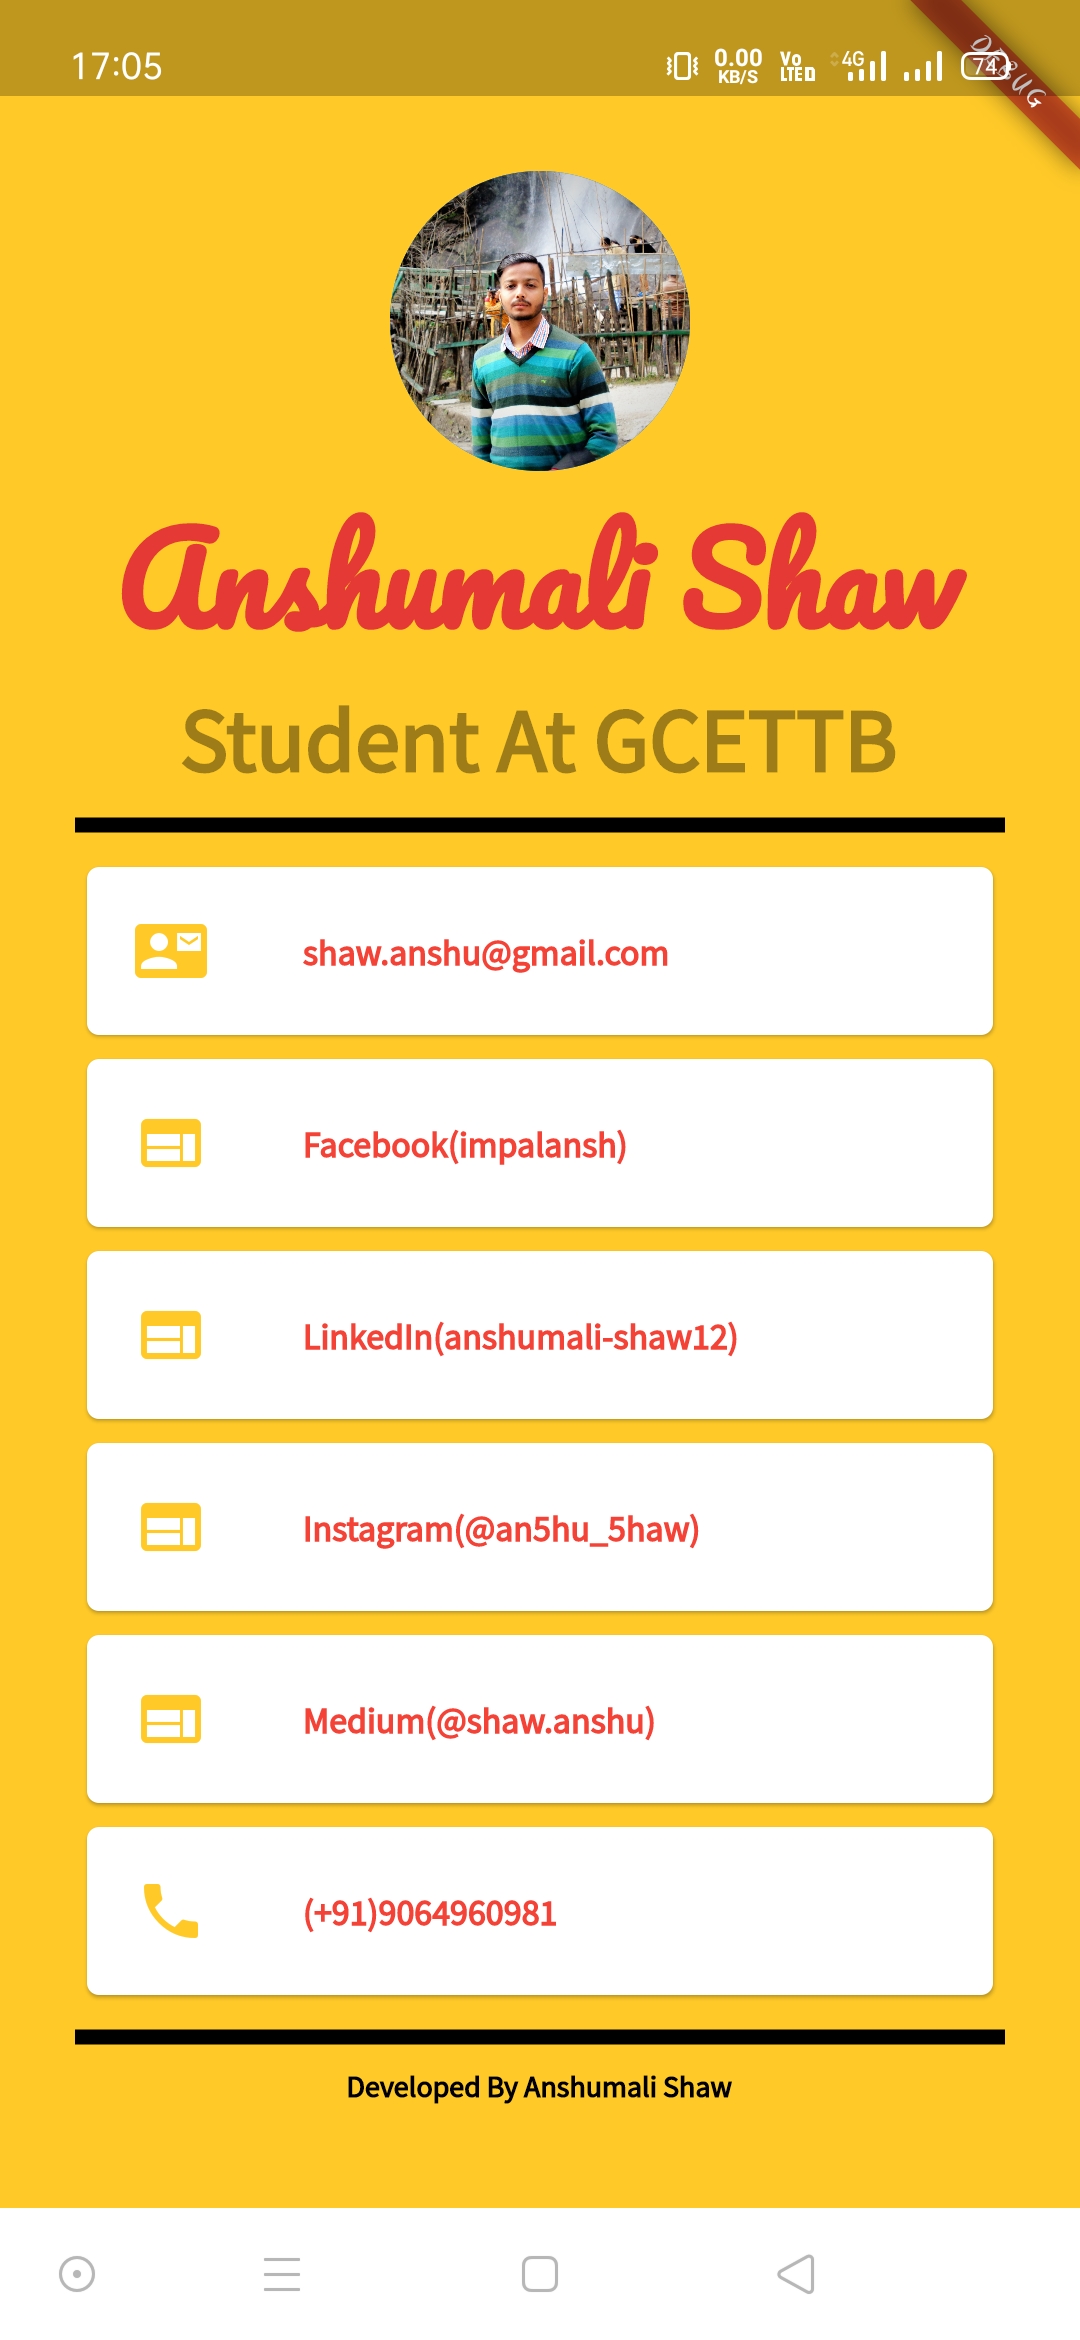 17:05
0.00
KB/S
Vo
LTE
4G
74
DEBUG
Anshumali Shaw
Student At GCETTB
shaw.anshu@gmail.com
Facebook(impalansh)
LinkedIn(anshumali-shaw12)
Instagram(@an5hu_5haw)
Medium(@shaw.anshu)
(+91)9064960981
Developed By Anshumali Shaw